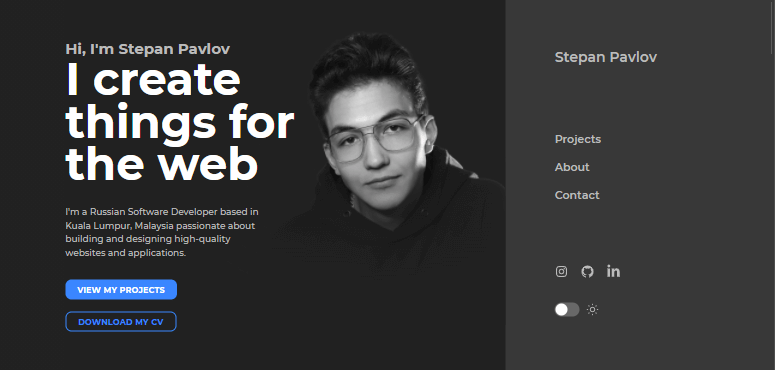 Hi, I'm Stepan Pavlov
I create
things for
the web
I'm a Russian Software Developer based in
Kuala Lumpur, Malaysia passionate about
building and designing high-quality
websites and applications.
VIEW MY PROJECTS
DOWNLOAD MY CV
Stepan Pavlov
Projects
About
Contact